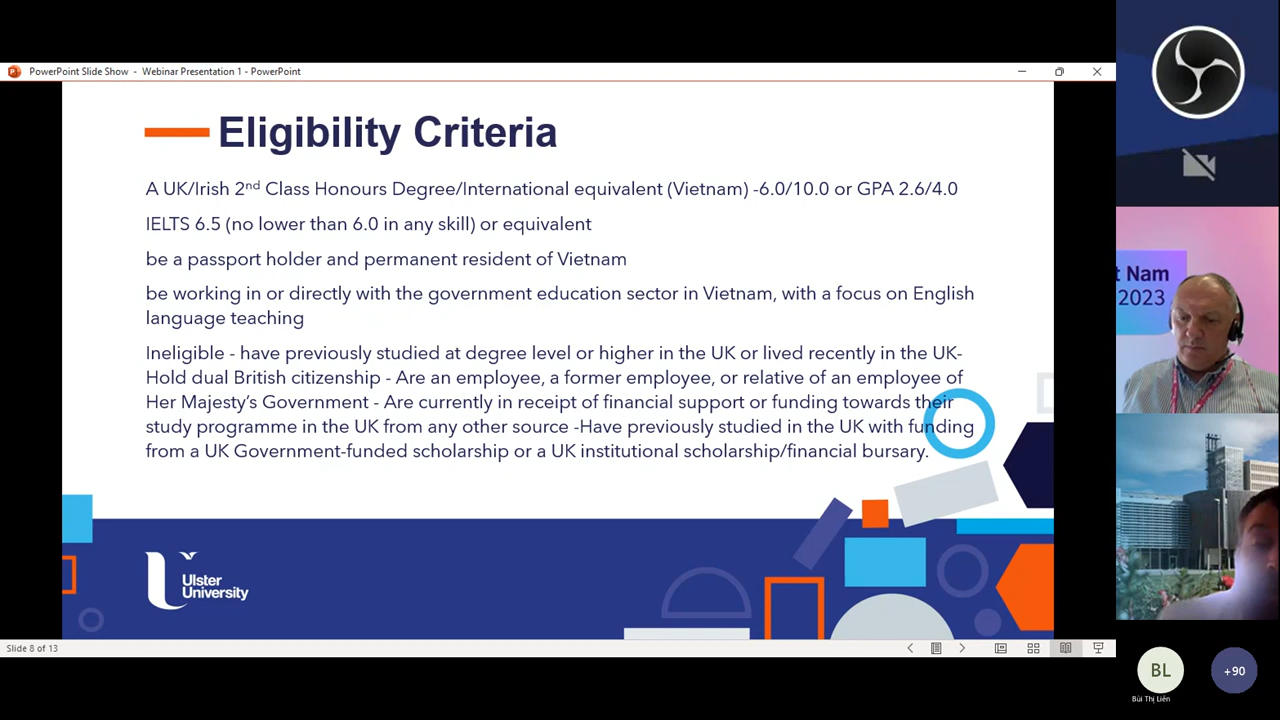 PowerPoint Slide Show - Webinar Presentation 1 - PowerPoint
Eligibility Criteria
A UK/Irish 2nd Class Honours Degree/International equivalent (Vietnam) -6.0/10.0 or GPA 2.6/4.0
IELTS 6.5 (no lower than 6.0 in any skill) or equivalent
be a passport holder and permanent resident of Vietnam
be working in or directly with the government education sector in Vietnam, with a focus on English
language teaching
Ineligible - have previously studied at degree level or higher in the UK or lived recently in the UK-
Hold dual British citizenship - Are an employee, a former employee, or relative of an employee of
Her Majesty's Government - Are currently in receipt of financial support or funding towards their
study programme in the UK from any other source -Have previously studied in the UK with funding
from a UK Government-funded scholarship or a UK institutional scholarship/financial bursary.
Ulster
University
Slide 8 of 13
t Nam
2023
BL
+90
Bùi Thị Liên